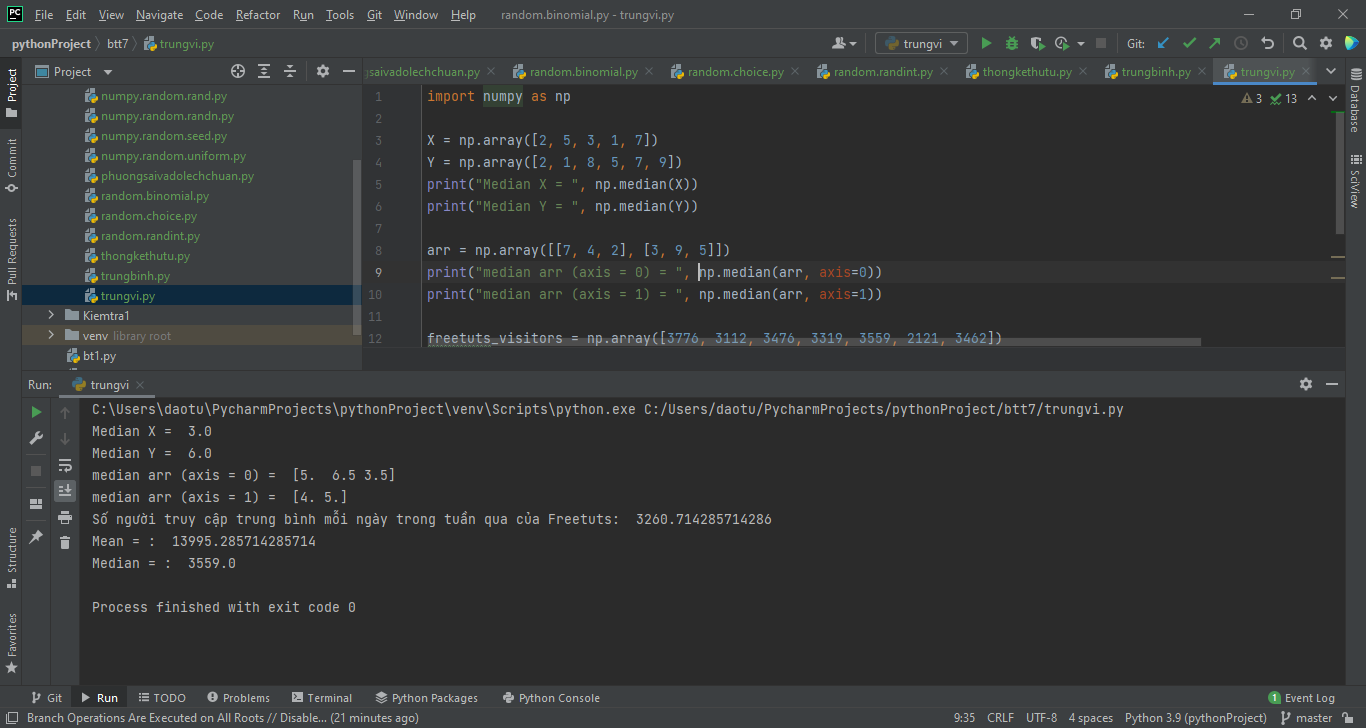 File Edit View Navigate Code Refactor Run Tools Git Window Help random.binomial.py - trungvi.py
pythonProject btt7 trungvi.py trungvi Git:
Project
gsaivadolechchuan.py random.binomial.py random.choice.py random.randint.py thongkethutu.py trungbinh.py trungvi.py
numpy.random.rand.py
numpy.random.randn.py
numpy.random.seed.py
numpy.random.uniform.py
phuongsaivadolechchuan.py
random.binomial.py
random.choice.py
random.randint.py
thongkethutu.py
trungbinh.py
trungvi.py
Kiemtra1
venv library root
bt1.py
1 import numpy as np
2
3 X = np.array([2, 5, 3, 1, 7])
4 Y = np.array([2, 1, 8, 5, 7, 9])
5 print("Median X = ", np.median(X))
6 print("Median Y = ", np.median(Y))
7
8 arr = np.array([[7, 4, 2], [3, 9, 5]])
9 print("median arr (axis = 0) = ", np.median(arr, axis=0))
10 print("median arr (axis = 1) = ", np.median(arr, axis=1))
11
12 freetuts_visitors = np.array([3776, 3112, 3476, 3319, 3559, 2121, 3462])
3 13
Project
Commit
Pull Requests
Structure
Favorites
Database
SciView
Run: trungvi
C:\Users\daotu\PycharmProjects\pythonProject\venv\Scripts\python.exe C:/Users/daotu/PycharmProjects/pythonProject/btt7/trungvi.py
Median X =  3.0
Median Y =  6.0
median arr (axis = 0) =  [5.  6.5 3.5]
median arr (axis = 1) =  [4. 5.]
Số người truy cập trung bình mỗi ngày trong tuần qua của Freetuts:  3260.714285714286
Mean = :  13995.285714285714
Median = :  3559.0
Process finished with exit code 0
Git Run TODO Problems Terminal Python Packages Python Console 1 Event Log
Branch Operations Are Executed on All Roots // Disable... (21 minutes ago) 9:35 CRLF UTF-8 4 spaces Python 3.9 (pythonProject) master